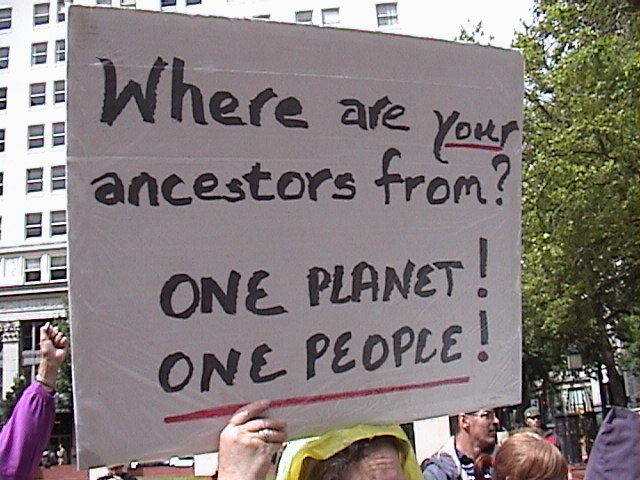 Where are your
ancestors from?
ONE PLANET!
ONE PEOPLE!